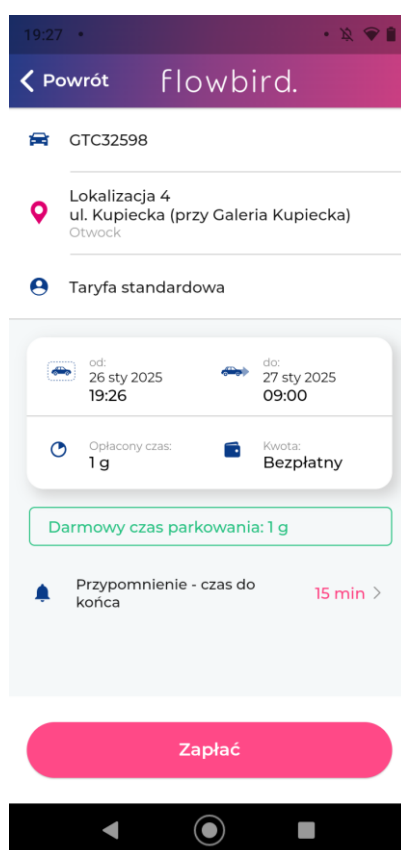 19:27
Powrót flowbird.
GTC32598
Lokalizacja 4
ul. Kupiecka (przy Galeria Kupiecka)
Otwock
Taryfa standardowa
od: do:
26 sty 2025 27 sty 2025
19:26 09:00
Opłacony czas: Kwota:
1 g Bezpłatny
Darmowy czas parkowania: 1 g
Przypomnienie - czas do
końca
15 min
Zapłać